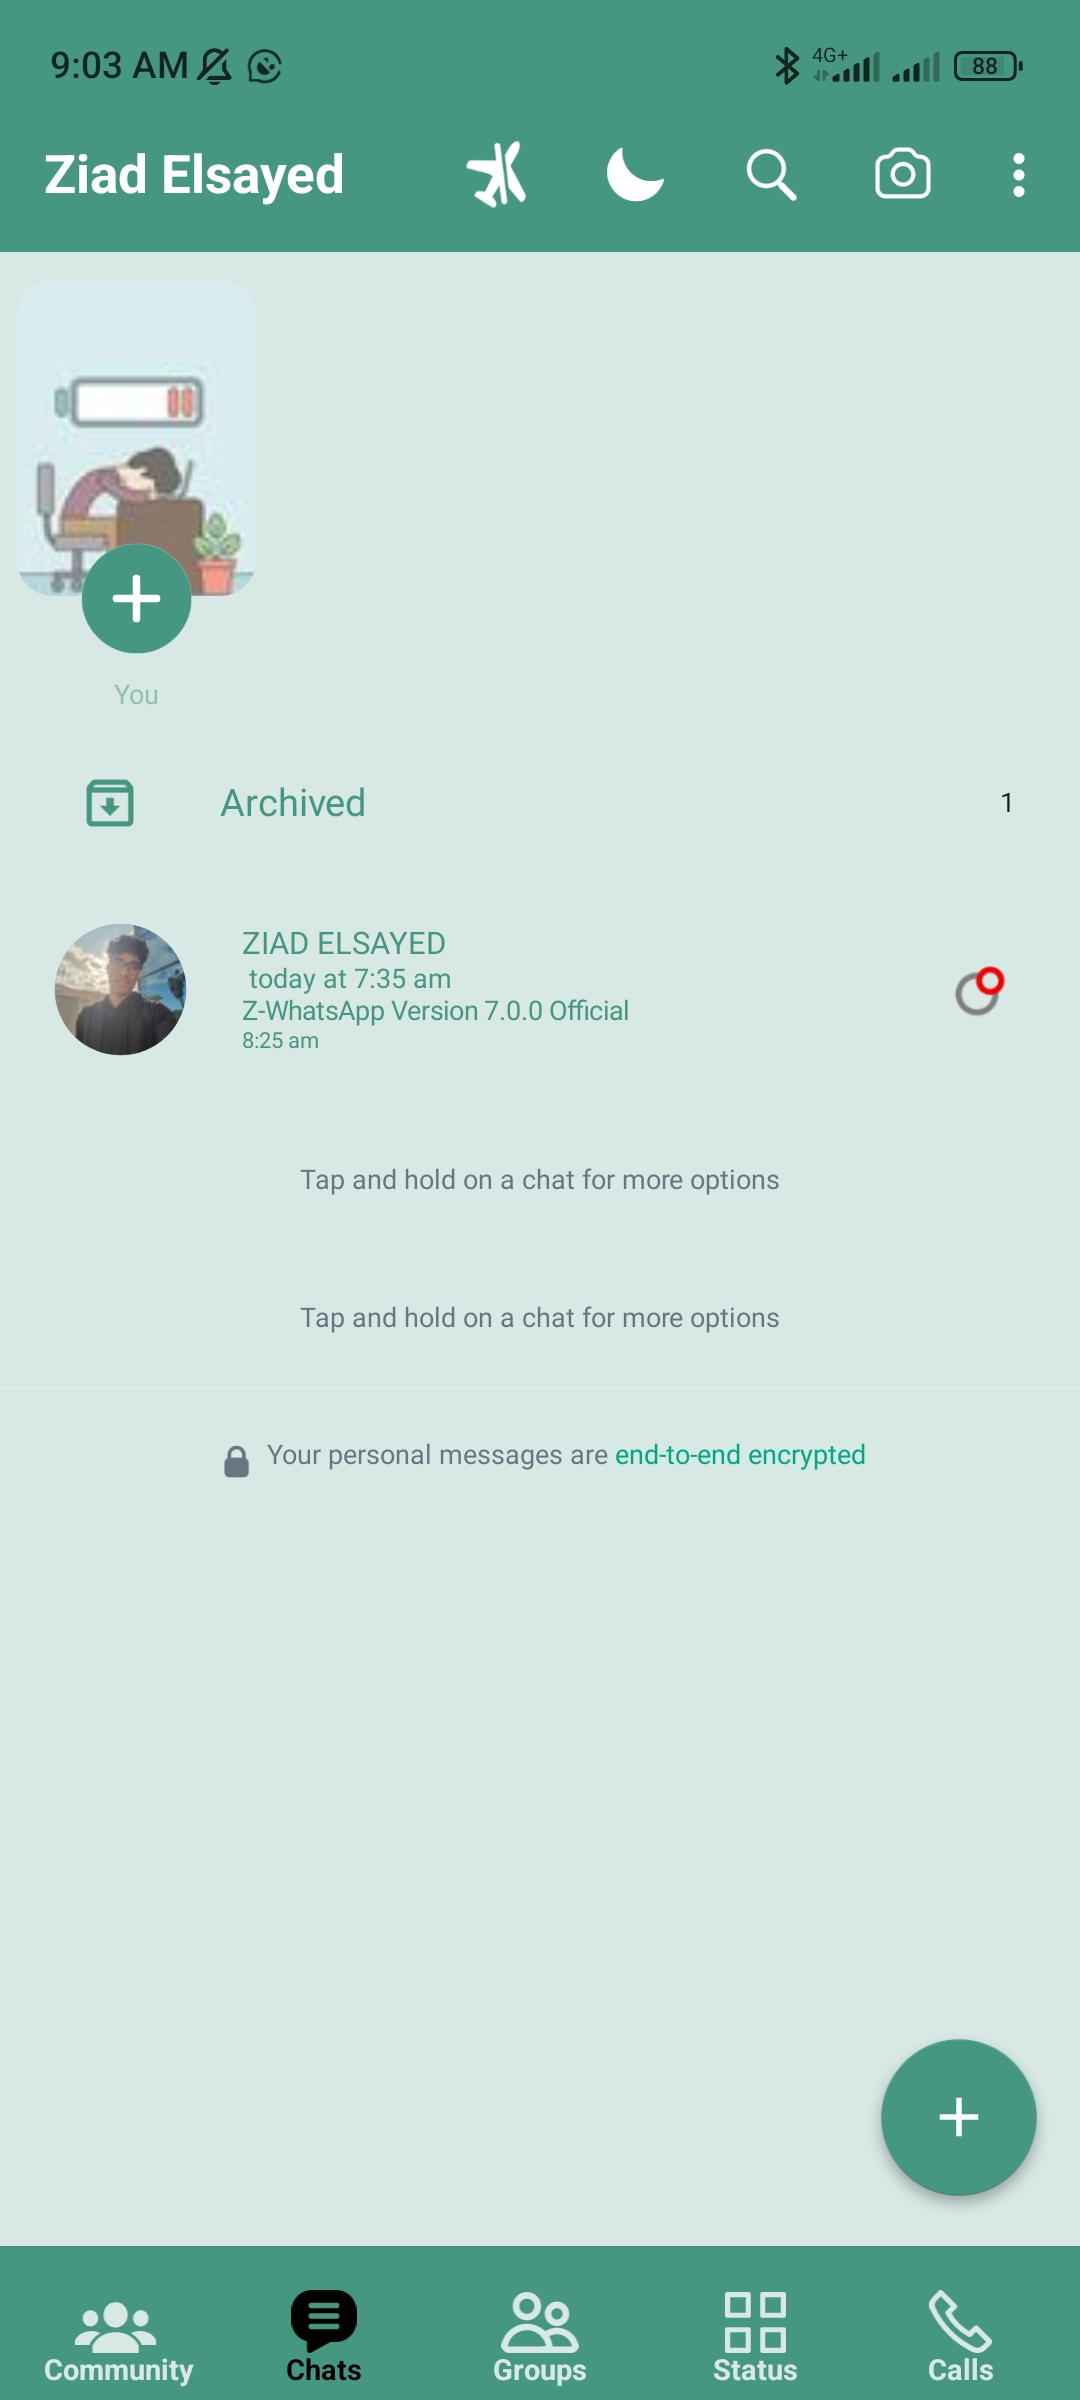 9:03 AM
4G+
88
Ziad Elsayed
You
Archived
1
ZIAD ELSAYED
today at 7:35 am
Z-WhatsApp Version 7.0.0 Official
8:25 am
Tap and hold on a chat for more options
Tap and hold on a chat for more options
Your personal messages are end-to-end encrypted
Community
Chats
Groups
Status
Calls